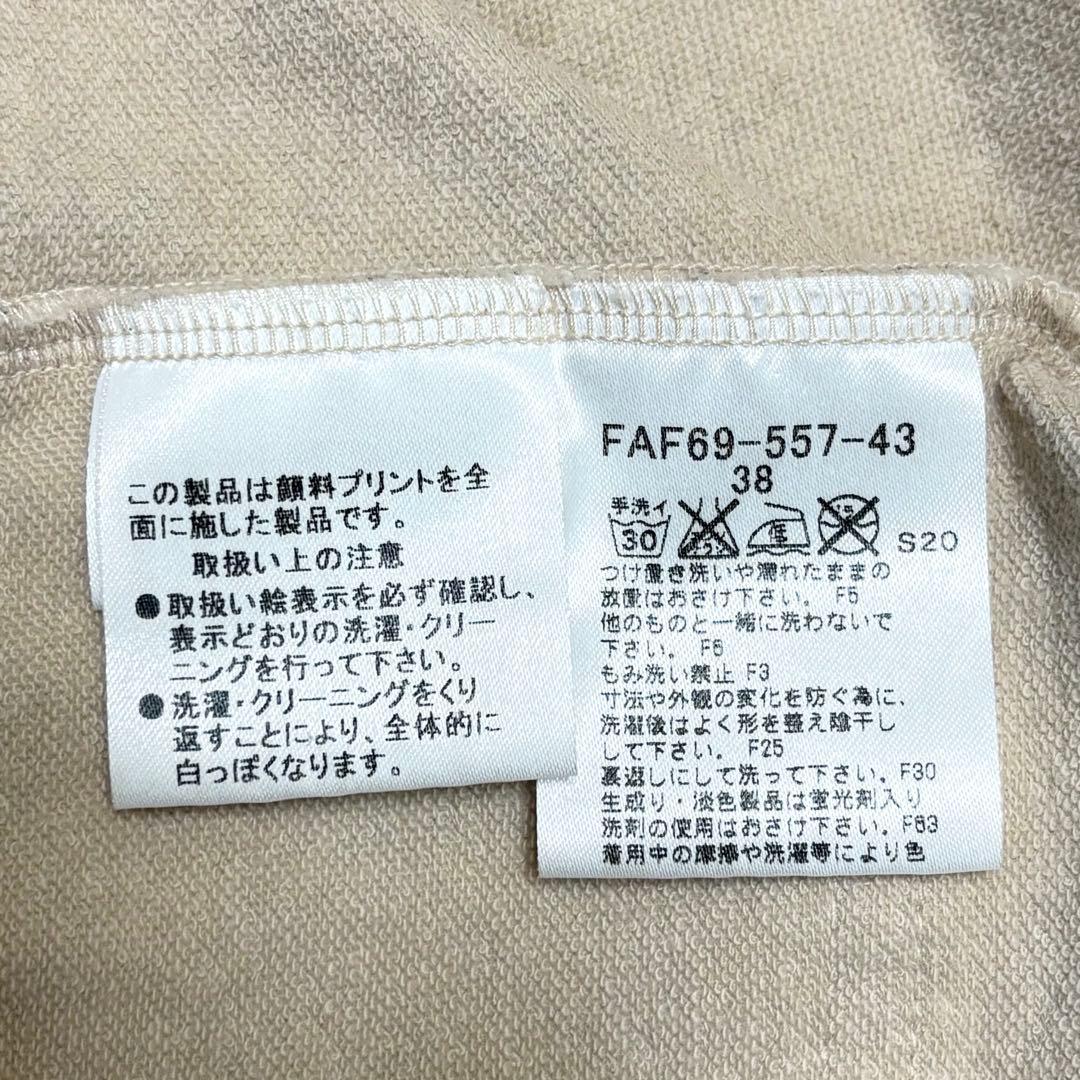 この製品は顔料プリントを全
面に施した製品です。
取扱い上の注意
●取扱い絵表示を必ず確認し、
表示どおりの洗濯・クリー
ニングを行って下さい。
●洗濯・クリーニングをくり
返すことにより、全体的に
白っぽくなります。
FAF69-557-43
38
手洗イ
30 エンソサラシ 低 ドライ S20
つけ置き洗いや濡れたままの
放置はおさけ下さい。 F5
他のものと一緒に洗わないで
下さい。 F6
もみ洗い禁止 F3
寸法や外観の変化を防ぐ為に、
洗濯後はよく形を整え陰干し
して下さい。 F25
裏返しにして洗って下さい。F30
生成り・淡色製品は蛍光剤入り
洗剤の使用はおさけ下さい。F63
着用中の摩擦や洗濯等により色